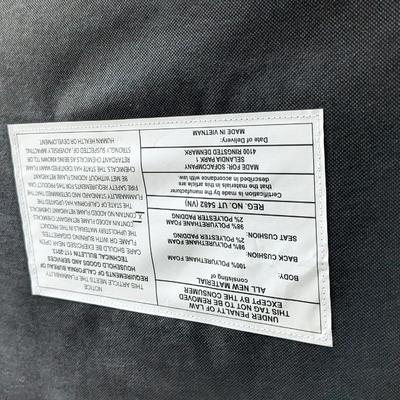 UNDER PENALTY OF LAW
THIS TAG NOT TO BE REMOVED
EXCEPT BY THE CONSUMER
ALL NEW MATERIAL
consisting of
BODY:
100% POLYURETHANE FOAM
BACK CUSHION:
98% POLYURETHANE FOAM
2% POLYESTER PADDING
SEAT CUSHION:
98% POLYURETHANE FOAM
2% POLYESTER PADDING
REG. NO. UT 5482 (VN)
Certification is made by the manufacturer
that the materials in this article are
described in accordance with law.
MADE FOR: SOFACOMPANY
SELANDIA PARK 1
4100 RINGSTED DENMARK
Date of delivery:
MADE IN VIETNAM
NOTICE
THIS ARTICLE MEETS THE FLAMMABILITY
REQUIREMENTS OF CALIFORNIA BUREAU OF
HOUSEHOLD GOODS AND SERVICES
TECHNICAL BULLETIN 117-2013.
CARE SHOULD BE EXERCISED NEAR OPEN
FLAME OR WITH BURNING CIGARETTES.
THE UPHOLSTERY MATERIALS IN THIS PRODUCT
CONTAIN ADDED FLAME RETARDANT CHEMICALS
X CONTAIN NO ADDED FLAME RETARDANT CHEMICALS
THE STATE OF CALIFORNIA HAS UPDATED THE
FLAMMABILITY STANDARD AND DETERMINED THAT THE
FIRE SAFETY REQUIREMENTS FOR THIS PRODUCT CAN
BE MET WITHOUT ADDING FLAME RETARDANT
CHEMICALS. THE STATE HAS IDENTIFIED MANY FLAME
RETARDANT CHEMICALS AS BEING KNOWN TO, OR
STRONGLY SUSPECTED OF, ADVERSELY IMPACTING
HUMAN HEALTH OR DEVELOPMENT